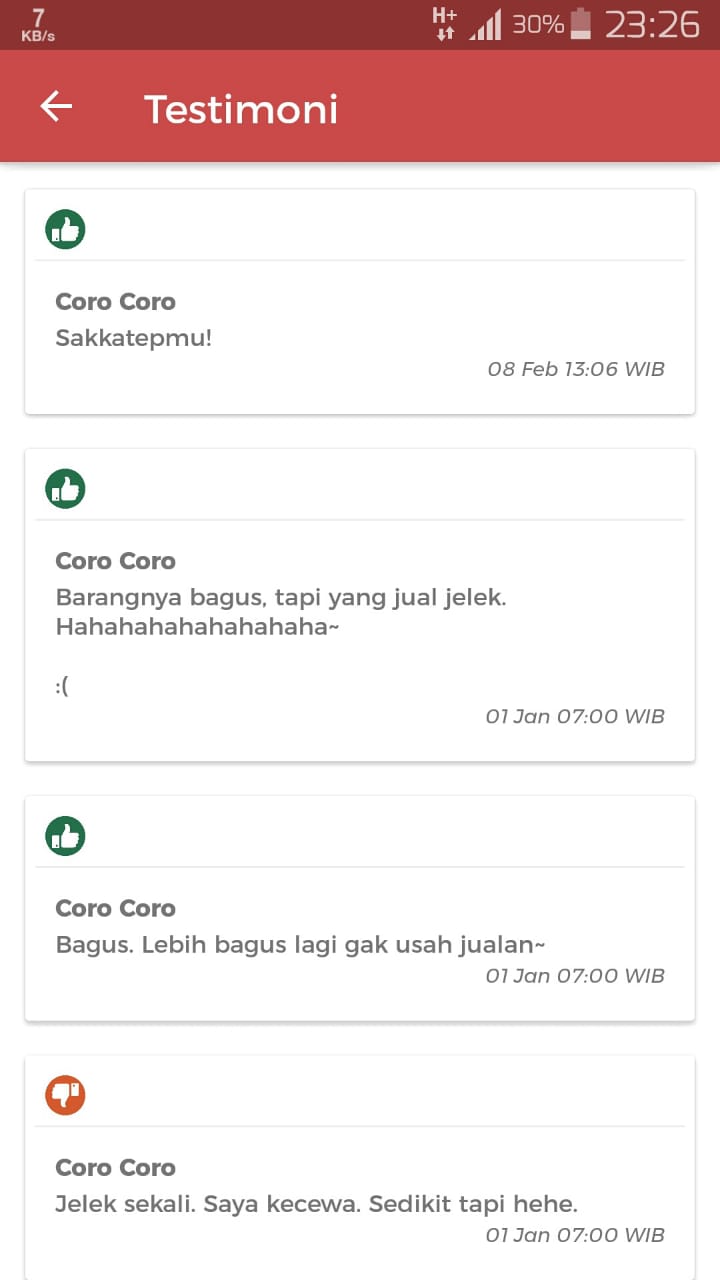 7
KB/s
H+
30%
23:26
Testimoni
Coro Coro
Sakkatepmu!
08 Feb 13:06 WIB
Coro Coro
Barangnya bagus, tapi yang jual jelek.
Hahahahahahahahaha~
:(
01 Jan 07:00 WIB
Coro Coro
Bagus. Lebih bagus lagi gak usah jualan~
01 Jan 07:00 WIB
Coro Coro
Jelek sekali. Saya kecewa. Sedikit tapi hehe.
01 Jan 07:00 WIB